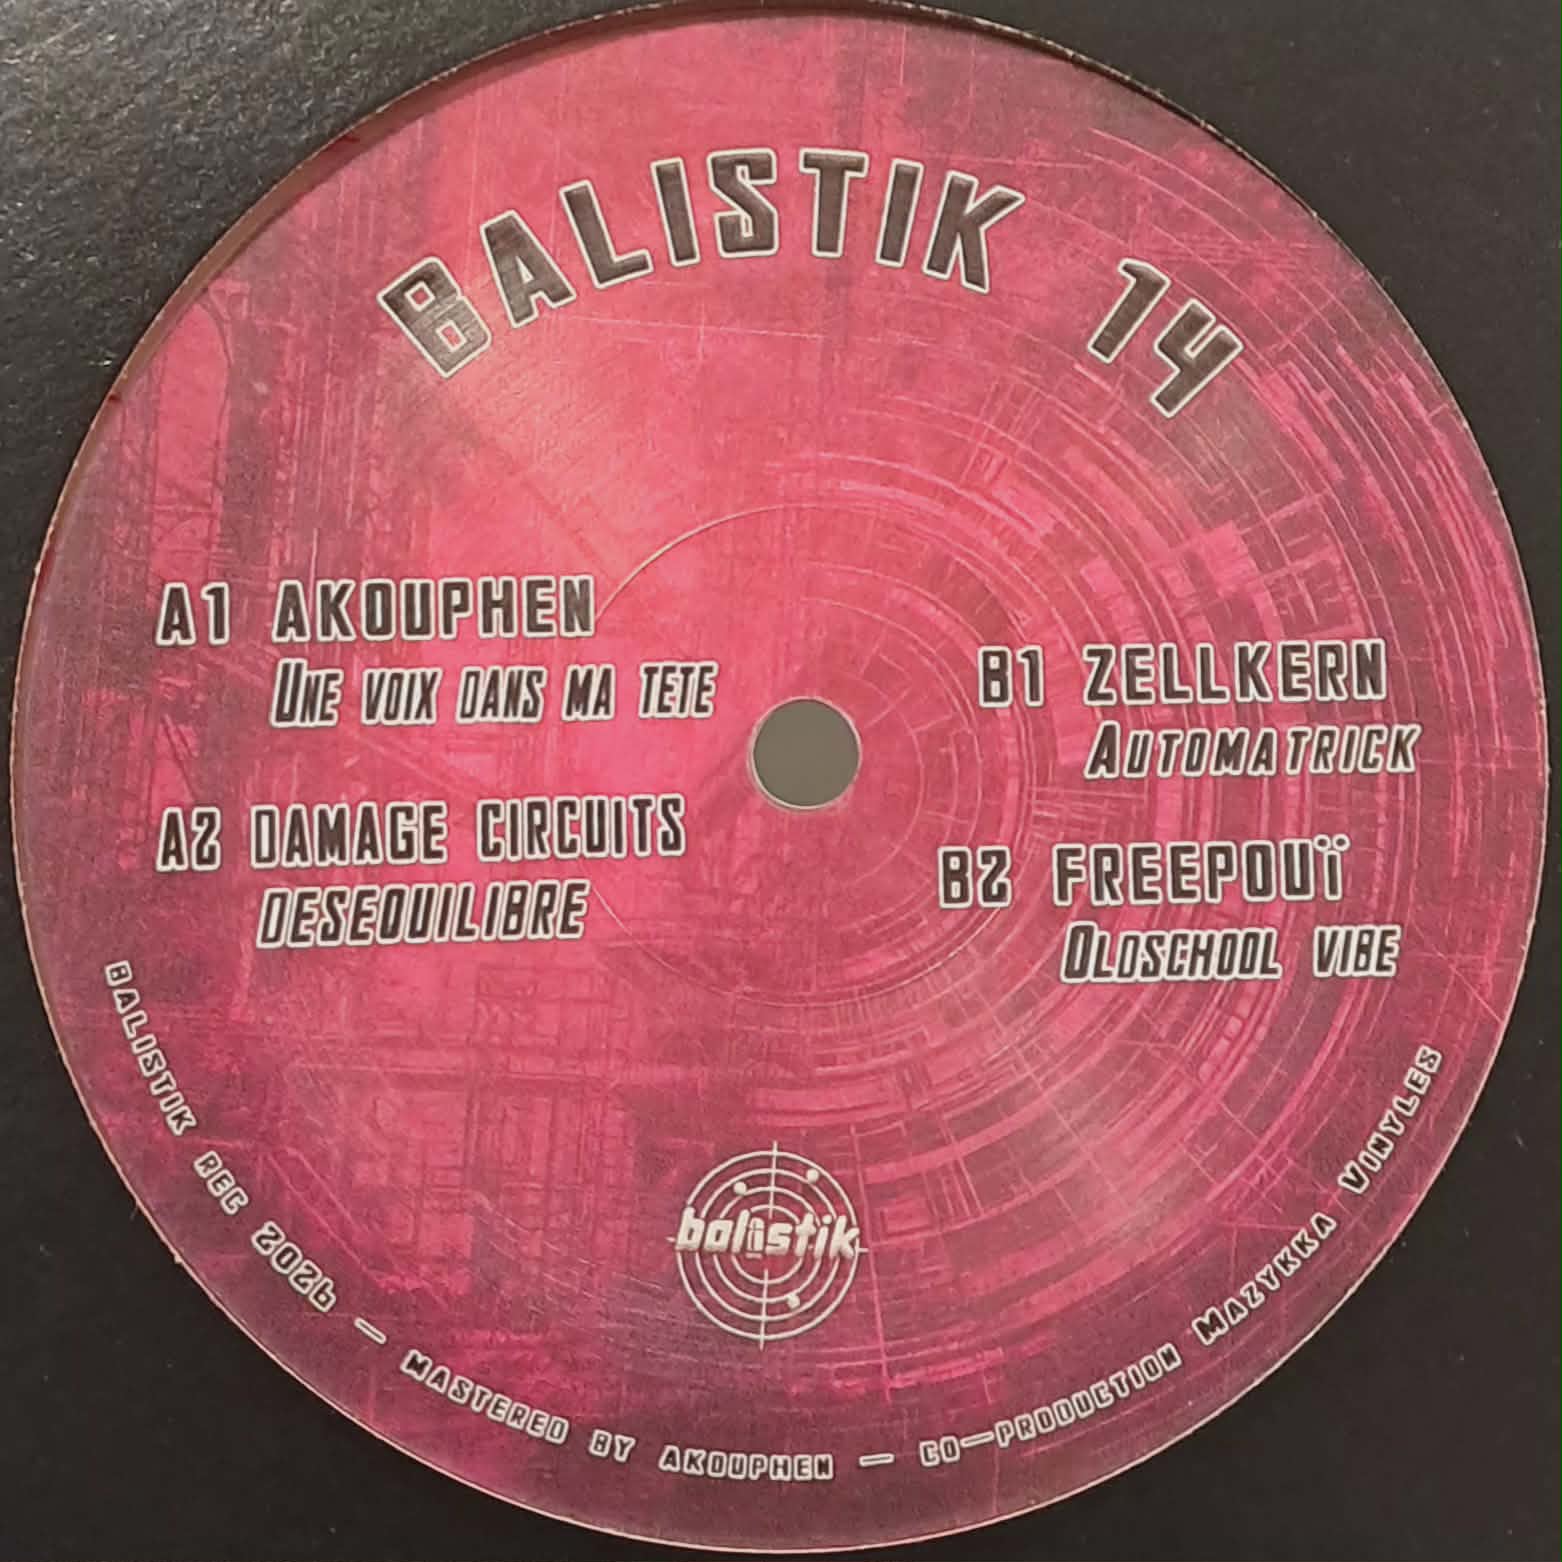 BALISTIK 14
A1 AKOUPHEN
UNE VOIX DANS MA TETE
A2 DAMAGE CIRCUITS
DESEQUILIBRE
B1 ZELLKERN
AUTOMATRICK
B2 FREEPOUÏ
OLDSCHOOL VIBE
balistik
BALISTIK REC 2026 – MASTERED BY AKOUPHEN – CO-PRODUCTION MAZYKKA VINYLES